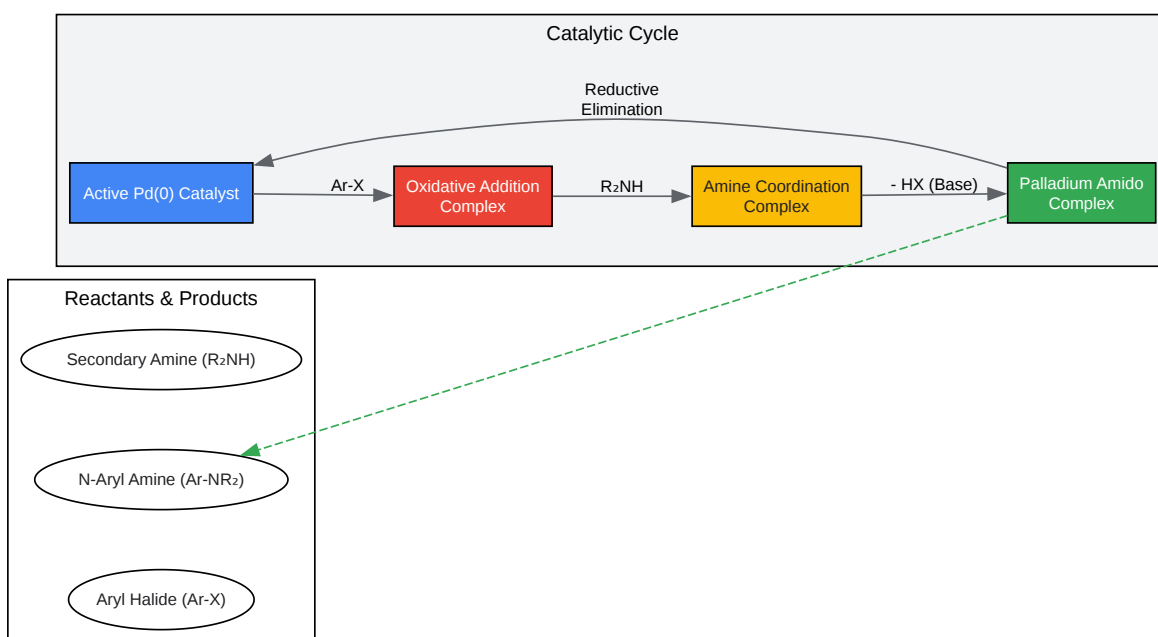 Catalytic Cycle
Reductive
Elimination
Active Pd(0) Catalyst
Ar-X
Oxidative Addition
Complex
R₂NH
Amine Coordination
Complex
- HX (Base)
Palladium Amido
Complex
Reactants & Products
Secondary Amine (R₂NH)
N-Aryl Amine (Ar-NR₂)
Aryl Halide (Ar-X)